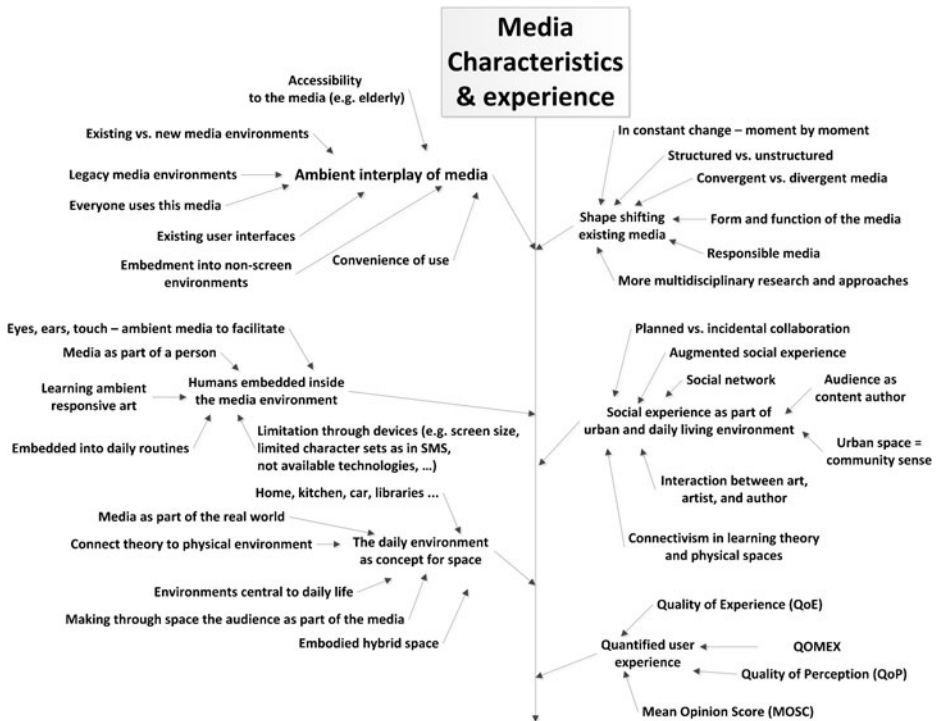 Media
Characteristics
& experience
Accessibility
to the media (e.g. elderly)
Existing vs. new media environments
Legacy media environments
Everyone uses this media
Ambient interplay of media
Existing user interfaces
Embedment into non-screen
environments
Convenience of use
In constant change – moment by moment
Structured vs. unstructured
Convergent vs. divergent media
Shape shifting
existing media
Form and function of the media
Responsible media
More multidisciplinary research and approaches
Eyes, ears, touch – ambient media to facilitate
Media as part of a person
Learning ambient
responsive art
Humans embedded inside
the media environment
Embedded into daily routines
Limitation through devices (e.g. screen size,
limited character sets as in SMS,
not available technologies, ...)
Planned vs. incidental collaboration
Augmented social experience
Social network
Audience as
content author
Social experience as part of
urban and daily living environment
Urban space =
community sense
Interaction between art,
artist, and author
Connectivism in learning theory
and physical spaces
Home, kitchen, car, libraries ...
Media as part of the real world
Connect theory to physical environment
The daily environment
as concept for space
Environments central to daily life
Making through space the audience as part of the media
Embodied hybrid space
Quality of Experience (QoE)
Quantified user
experience
QOMEX
Quality of Perception (QoP)
Mean Opinion Score (MOSC)